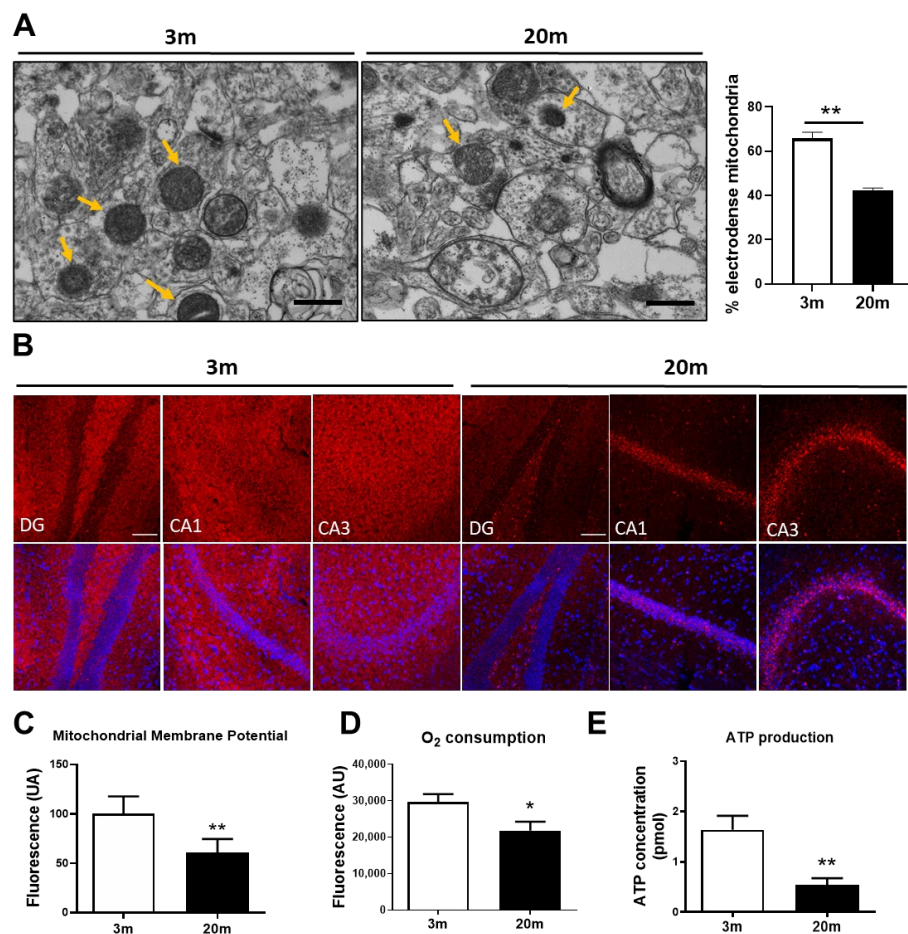 A
3m
20m
% electrodense mitochondria
80
60
40
20
0
**
3m
20m
B
3m
20m
DG
CA1
CA3
DG
CA1
CA3
C
Mitochondrial Membrane Potential
Fluorescence (UA)
150
100
50
0
**
3m
20m
D
O₂ consumption
Fluorescence (AU)
40,000
30,000
20,000
10,000
0
*
3m
20m
E
ATP production
ATP concentration
(pmol)
3
2
1
0
**
3m
20m